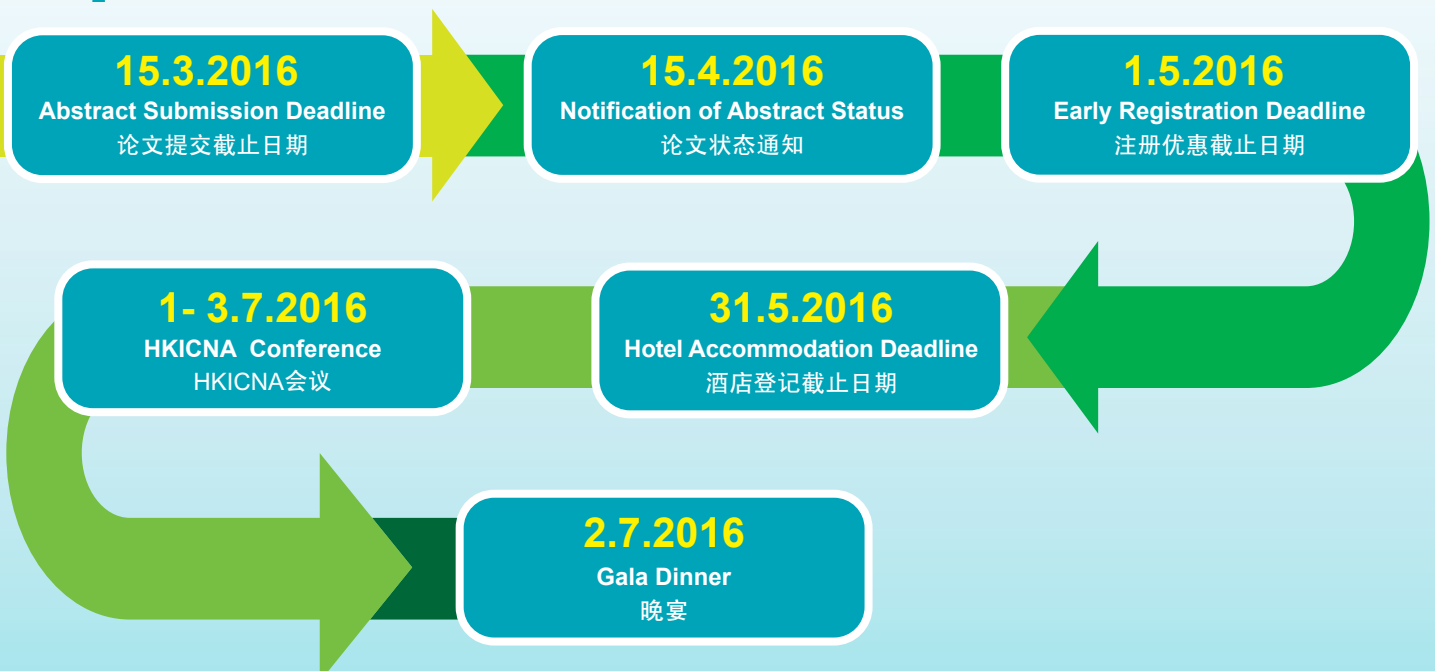 15.3.2016
Abstract Submission Deadline
论文提交截止日期
15.4.2016
Notification of Abstract Status
论文状态通知
1.5.2016
Early Registration Deadline
注册优惠截止日期
31.5.2016
Hotel Accommodation Deadline
酒店登记截止日期
1- 3.7.2016
HKICNA Conference
HKICNA会议
2.7.2016
Gala Dinner
晚宴